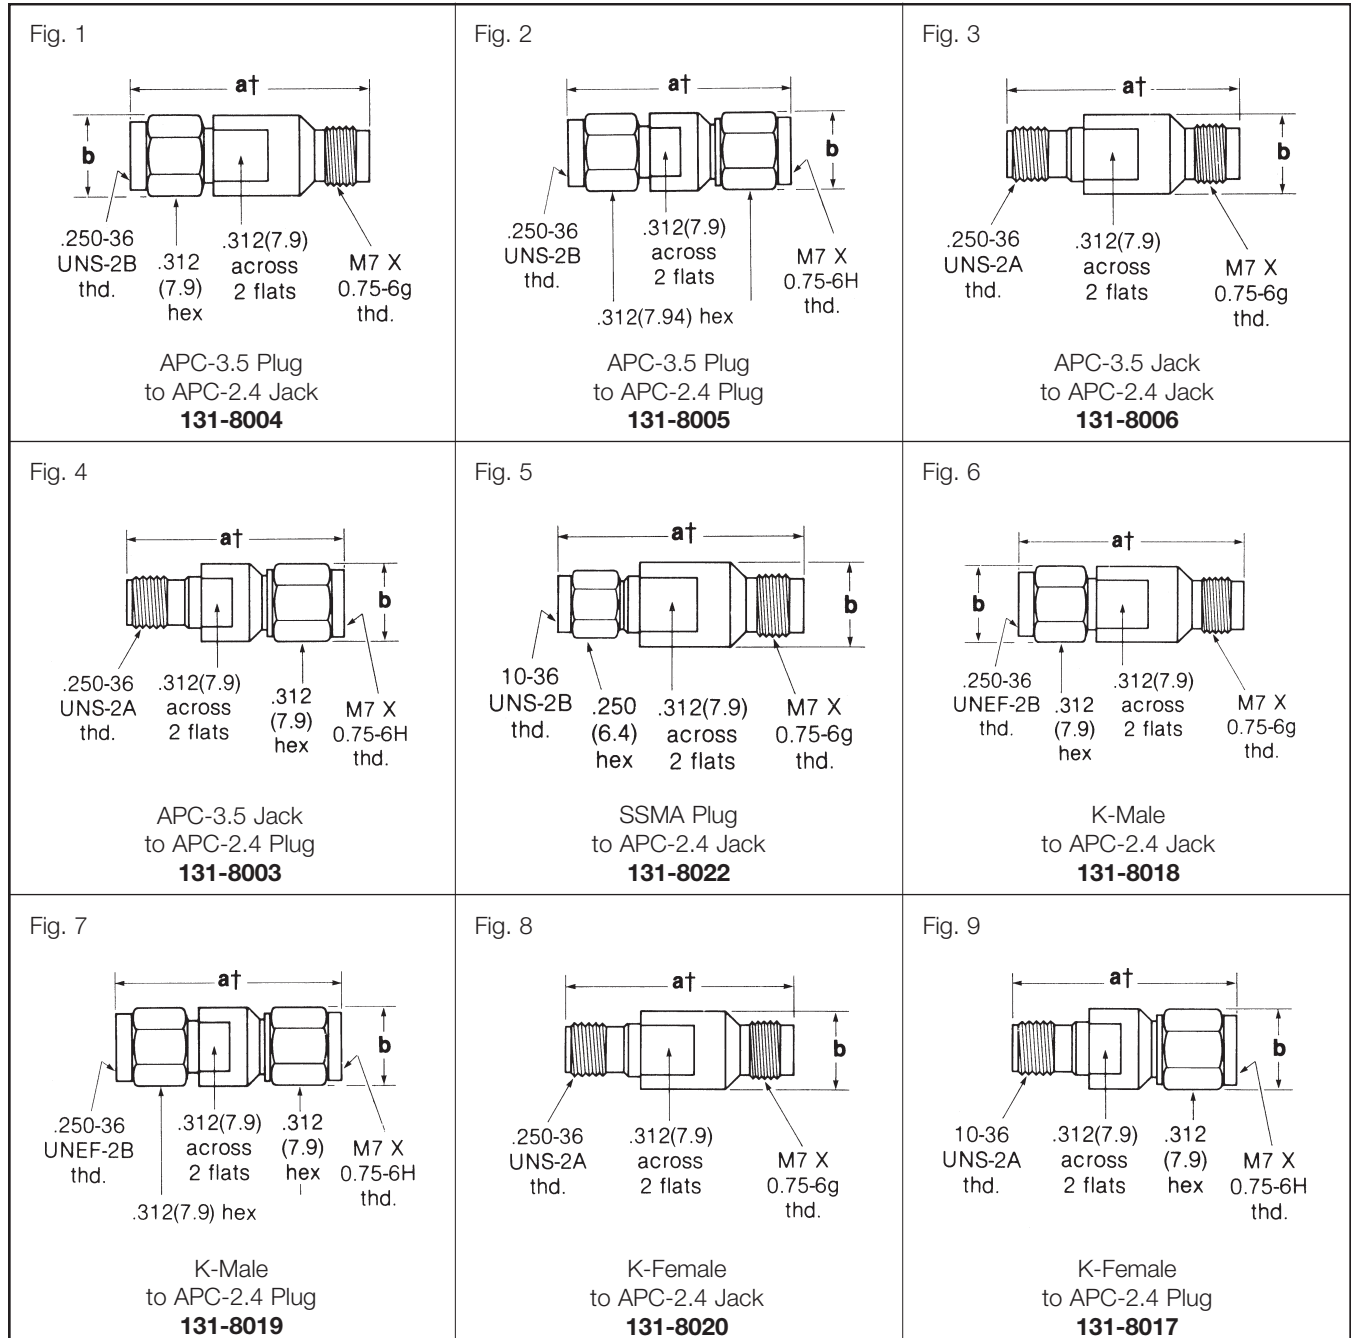 Fig. 1
a†
b
.250-36
UNS-2B
thd.
.312
(7.9)
hex
.312(7.9)
across
2 flats
M7 X
0.75-6g
thd.
APC-3.5 Plug
to APC-2.4 Jack
131-8004
Fig. 2
a†
b
.250-36
UNS-2B
thd.
.312(7.9)
across
2 flats
M7 X
0.75-6H
thd.
.312(7.94) hex
APC-3.5 Plug
to APC-2.4 Plug
131-8005
Fig. 3
a†
b
.250-36
UNS-2A
thd.
.312(7.9)
across
2 flats
M7 X
0.75-6g
thd.
APC-3.5 Jack
to APC-2.4 Jack
131-8006
Fig. 4
a†
b
.250-36
UNS-2A
thd.
.312(7.9)
across
2 flats
.312
(7.9)
hex
M7 X
0.75-6H
thd.
APC-3.5 Jack
to APC-2.4 Plug
131-8003
Fig. 5
a†
b
10-36
UNS-2B
thd.
.250
(6.4)
hex
.312(7.9)
across
2 flats
M7 X
0.75-6g
thd.
SSMA Plug
to APC-2.4 Jack
131-8022
Fig. 6
a†
b
.250-36
UNEF-2B
thd.
.312
(7.9)
hex
.312(7.9)
across
2 flats
M7 X
0.75-6g
thd.
K-Male
to APC-2.4 Jack
131-8018
Fig. 7
a†
b
.250-36
UNEF-2B
thd.
.312(7.9)
across
2 flats
.312
(7.9)
hex
M7 X
0.75-6H
thd.
.312(7.9) hex
K-Male
to APC-2.4 Plug
131-8019
Fig. 8
a†
b
.250-36
UNS-2A
thd.
.312(7.9)
across
2 flats
M7 X
0.75-6g
thd.
K-Female
to APC-2.4 Jack
131-8020
Fig. 9
a†
b
10-36
UNS-2A
thd.
.312(7.9)
across
2 flats
.312
(7.9)
hex
M7 X
0.75-6H
thd.
K-Female
to APC-2.4 Plug
131-8017